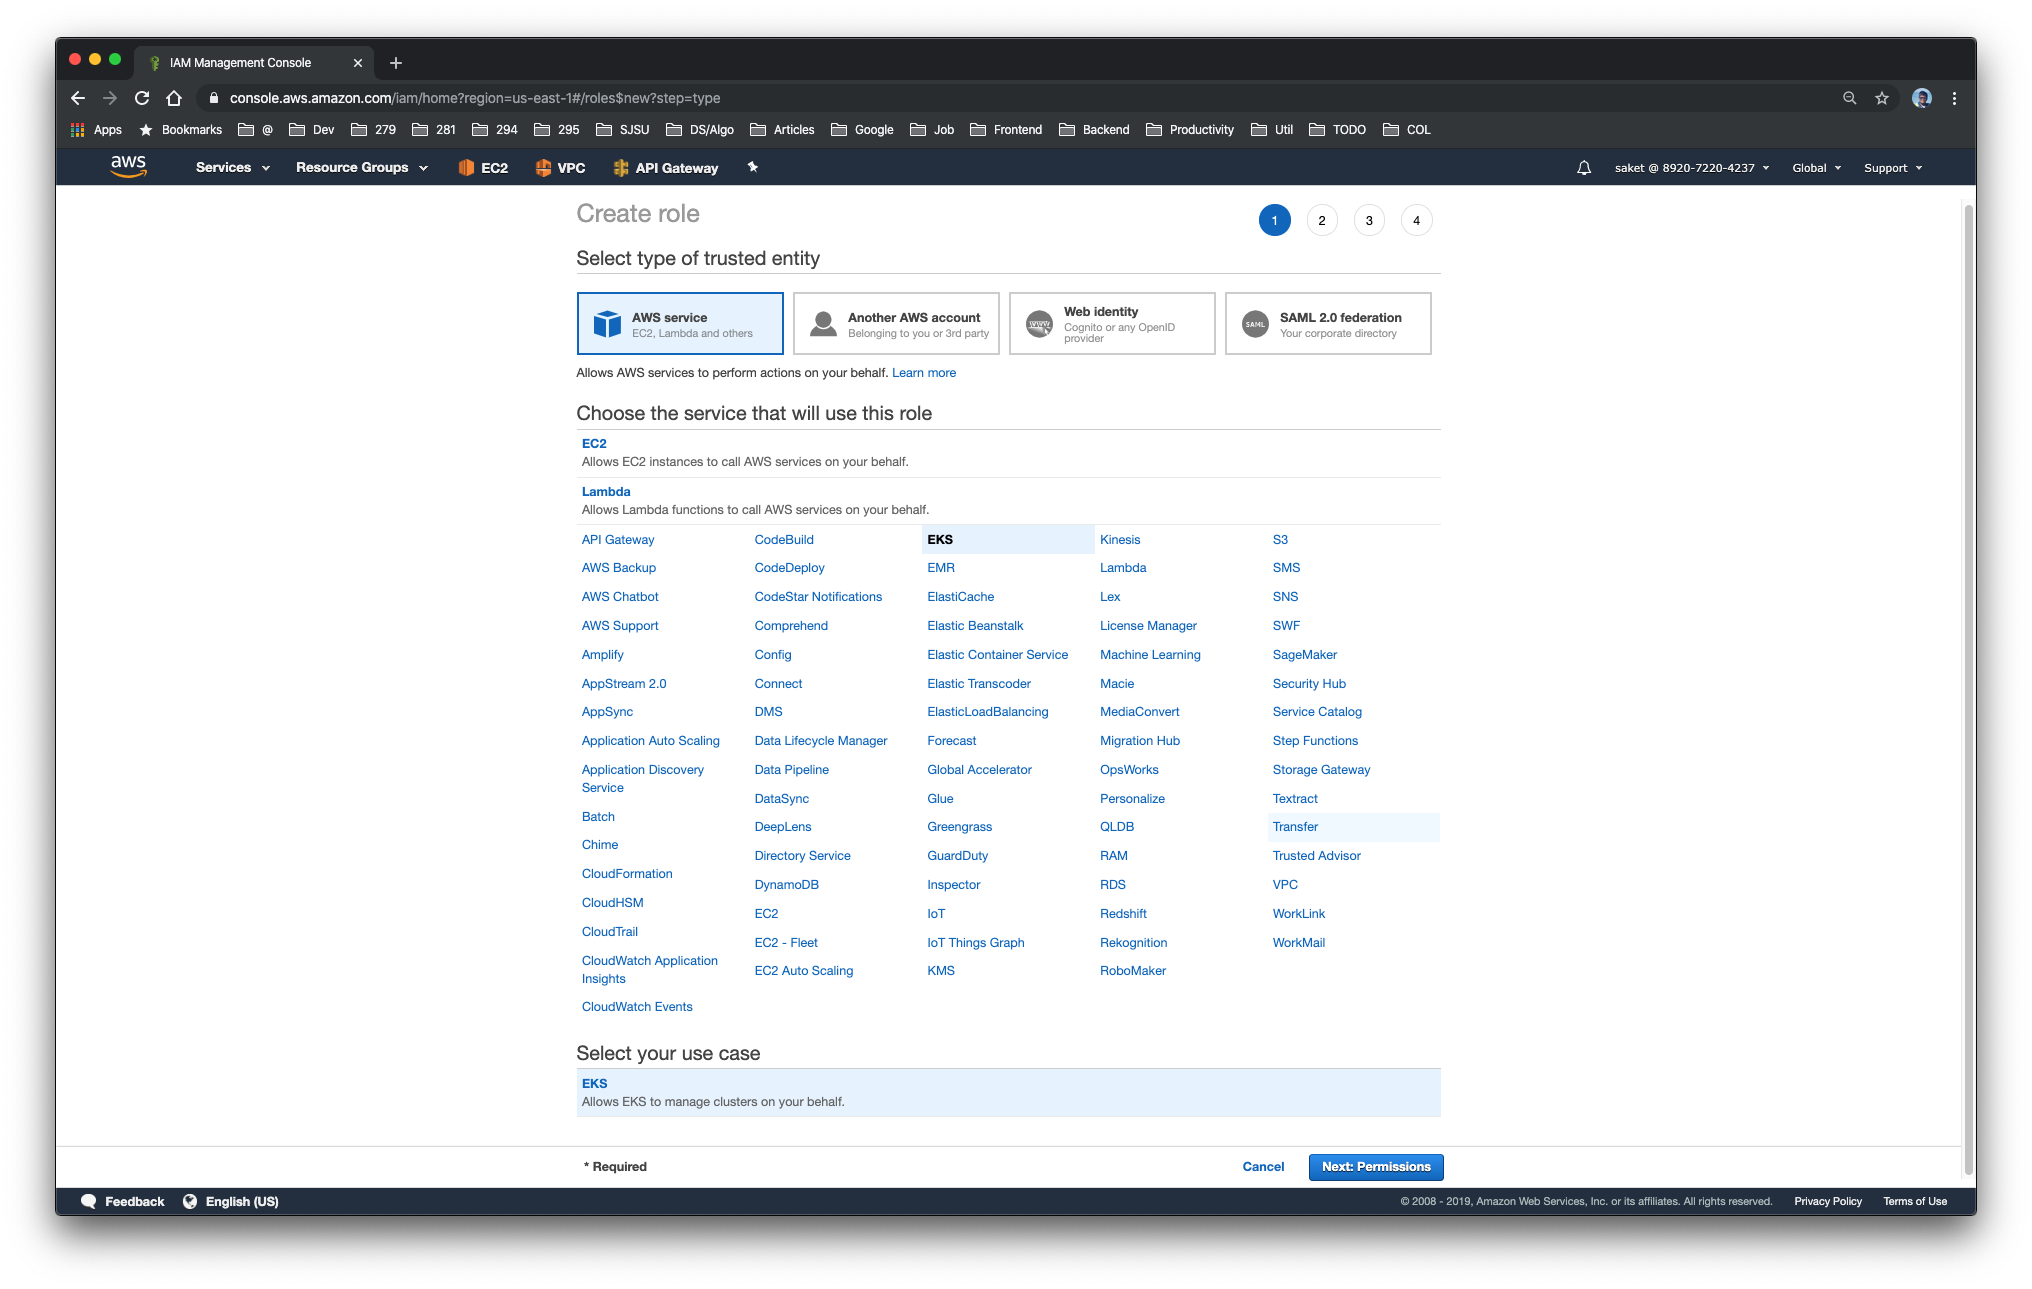 IAM Management Console
console.aws.amazon.com/iam/home?region=us-east-1#/roles$new?step=type
Apps Bookmarks @ Dev 279 281 294 295 SJSU DS/Algo Articles Google Job Frontend Backend Productivity Util TODO COL
aws Services Resource Groups EC2 VPC API Gateway saket @ 8920-7220-4237 Global Support
Create role 1 2 3 4
Select type of trusted entity
AWS service
EC2, Lambda and others
Another AWS account
Belonging to you or 3rd party
www
Web identity
Cognito or any OpenID
provider
SAML
SAML 2.0 federation
Your corporate directory
Allows AWS services to perform actions on your behalf. Learn more
Choose the service that will use this role
EC2
Allows EC2 instances to call AWS services on your behalf.
Lambda
Allows Lambda functions to call AWS services on your behalf.
API Gateway
AWS Backup
AWS Chatbot
AWS Support
Amplify
AppStream 2.0
AppSync
Application Auto Scaling
Application Discovery
Service
Batch
Chime
CloudFormation
CloudHSM
CloudTrail
CloudWatch Application
Insights
CloudWatch Events
CodeBuild
CodeDeploy
CodeStar Notifications
Comprehend
Config
Connect
DMS
Data Lifecycle Manager
Data Pipeline
DataSync
DeepLens
Directory Service
DynamoDB
EC2
EC2 - Fleet
EC2 Auto Scaling
EKS
EMR
ElastiCache
Elastic Beanstalk
Elastic Container Service
Elastic Transcoder
ElasticLoadBalancing
Forecast
Global Accelerator
Glue
Greengrass
GuardDuty
Inspector
IoT
IoT Things Graph
KMS
Kinesis
Lambda
Lex
License Manager
Machine Learning
Macie
MediaConvert
Migration Hub
OpsWorks
Personalize
QLDB
RAM
RDS
Redshift
Rekognition
RoboMaker
S3
SMS
SNS
SWF
SageMaker
Security Hub
Service Catalog
Step Functions
Storage Gateway
Textract
Transfer
Trusted Advisor
VPC
WorkLink
WorkMail
Select your use case
EKS
Allows EKS to manage clusters on your behalf.
* Required Cancel Next: Permissions
Feedback English (US) © 2008 - 2019, Amazon Web Services, Inc. or its affiliates. All rights reserved. Privacy Policy Terms of Use